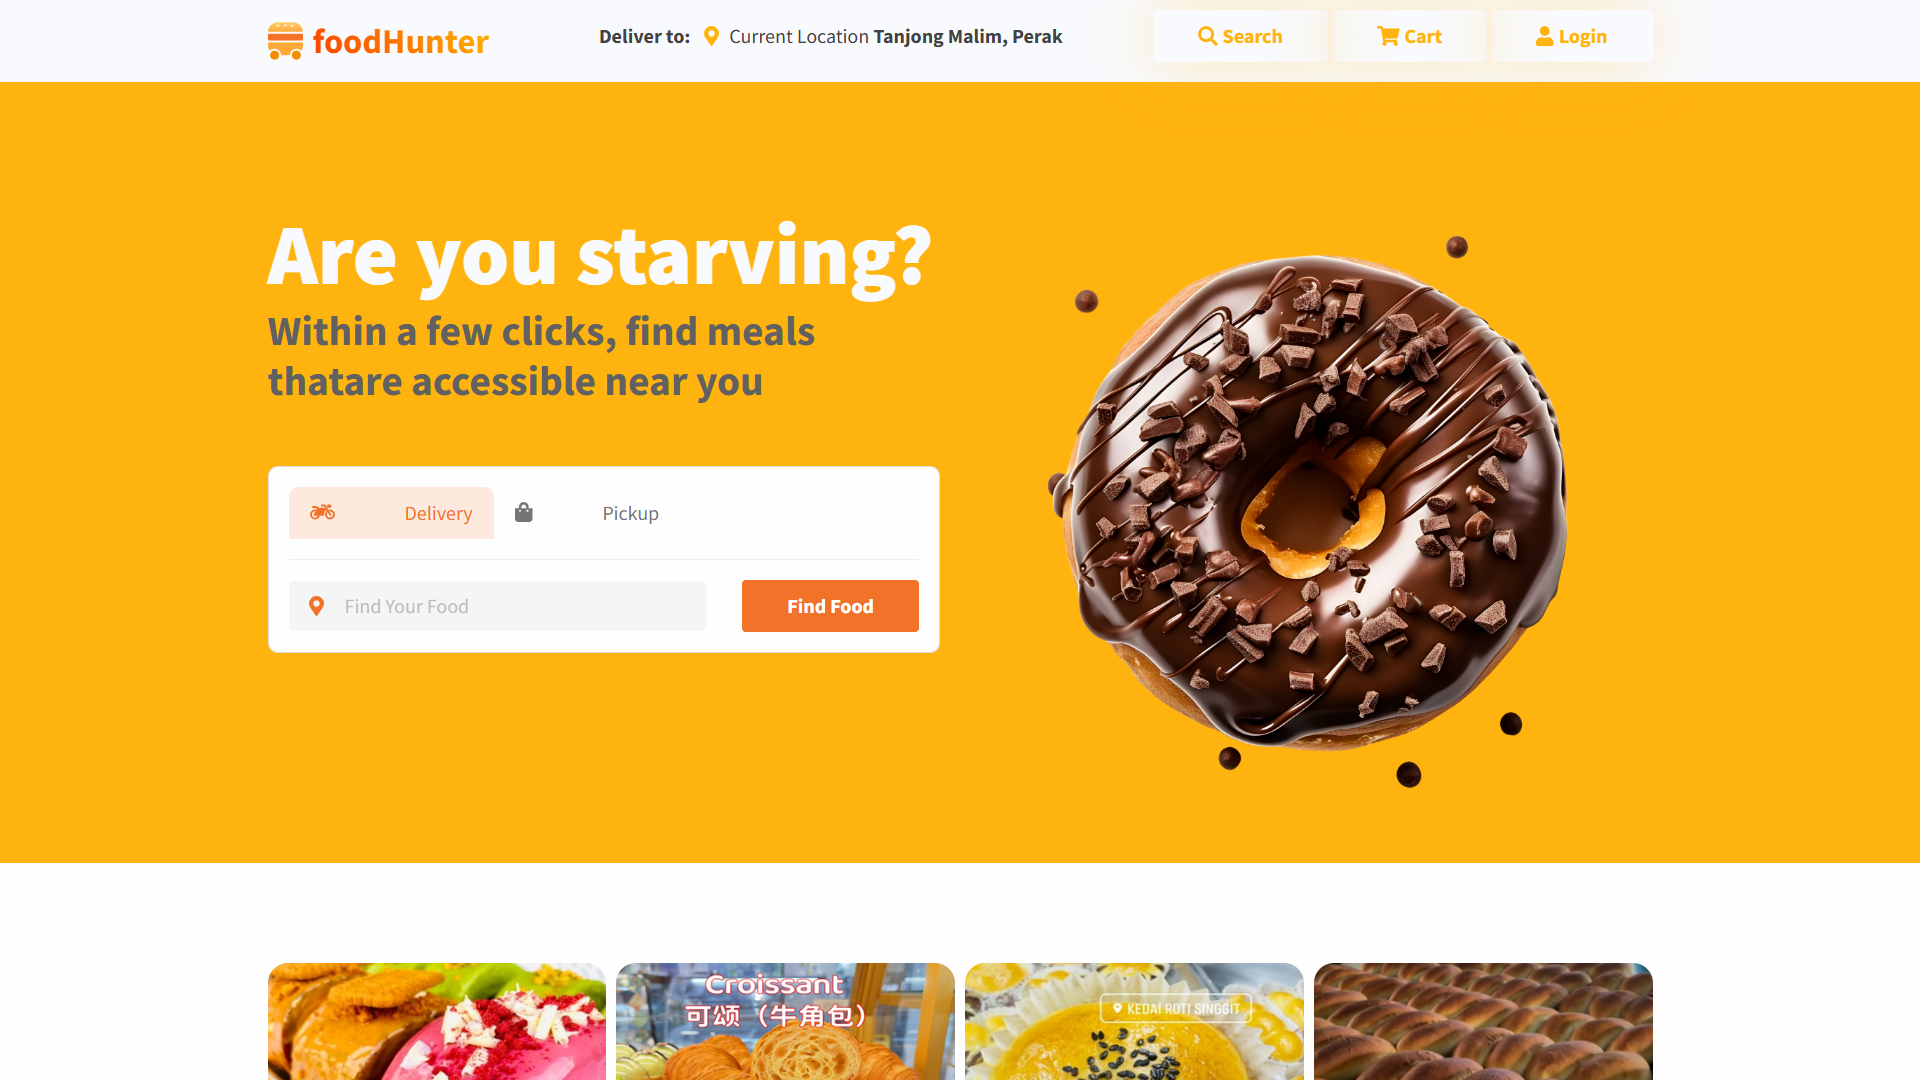 foodHunter
Deliver to: Current Location Tanjong Malim, Perak
Search
Cart
Login
Are you starving?
Within a few clicks, find meals
thatare accessible near you
Delivery
Pickup
Find Your Food
Find Food
Croissant
可颂（牛角包）
KEDAI ROTI SINGGIT